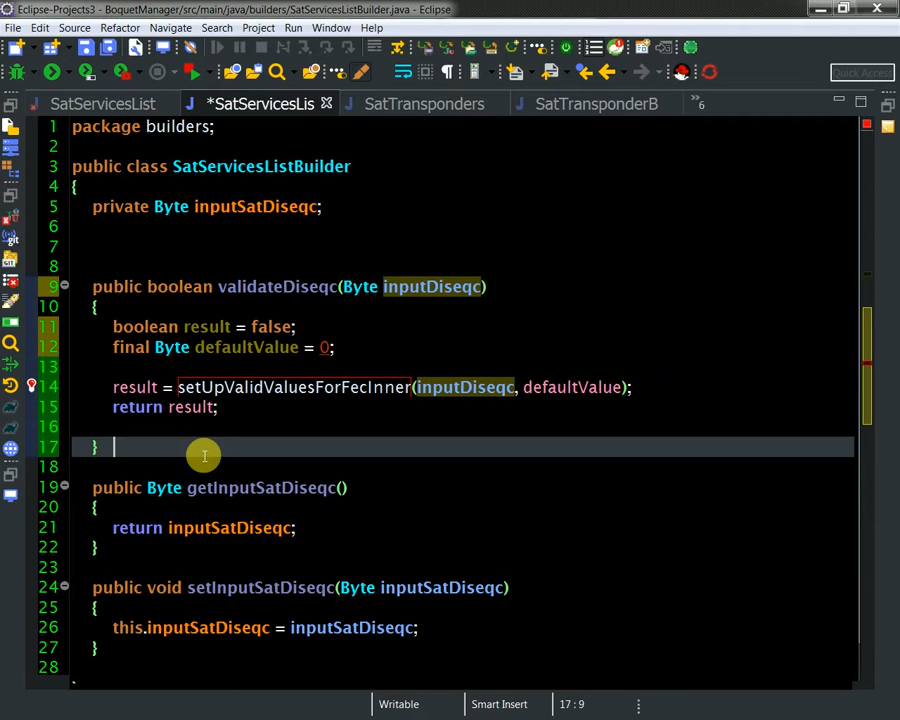 Eclipse-Projects3 - BoquetManager/src/main/java/builders/SatServicesListBuilder.java - Eclipse
File Edit Source Refactor Navigate Search Project Run Window Help
Quick Access
SatServicesList *SatServicesLis SatTransponders SatTransponderB »6
1 package builders;
2
3 public class SatServicesListBuilder
4 {
5 private Byte inputSatDiseqc;
6
7
8
9 public boolean validateDiseqc(Byte inputDiseqc)
10 {
11 boolean result = false;
12 final Byte defaultValue = 0;
13
14 result = setUpValidValuesForFecInner(inputDiseqc, defaultValue);
15 return result;
16
17 }
18
19 public Byte getInputSatDiseqc()
20 {
21 return inputSatDiseqc;
22 }
23
24 public void setInputSatDiseqc(Byte inputSatDiseqc)
25 {
26 this.inputSatDiseqc = inputSatDiseqc;
27 }
28
Writable Smart Insert 17 : 9